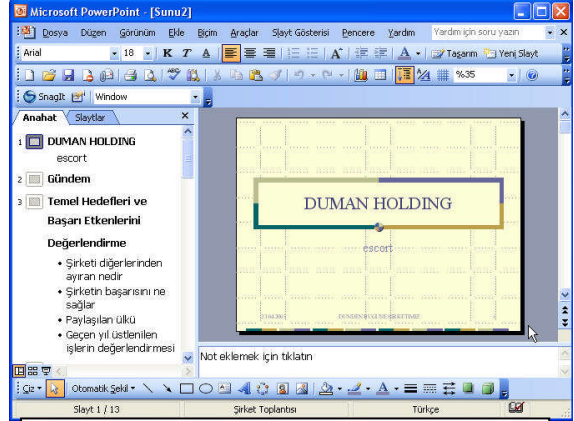 Microsoft PowerPoint - [Sunu2]
Dosya Düzen Görünüm Ekle Biçim Araçlar Slayt Gösterisi Pencere Yardım Yardım için soru yazın
Arial 18 K T A Tasarım Yeni Slayt
%35
SnagIt Window
Anahat Slaytlar
1 DUMAN HOLDING
escort
2 Gündem
3 Temel Hedefleri ve
Başarı Etkenlerini
Değerlendirme
• Şirketi diğerlerinden
ayıran nedir
• Şirketin başarısını ne
sağlar
• Paylaşılan ülkü
• Geçen yıl üstlenilen
işlerin değerlendirmesi
DUMAN HOLDING
escort
Not eklemek için tıklatın
Çiz Otomatik Şekil
Slayt 1 / 13 Şirket Toplantısı Türkçe